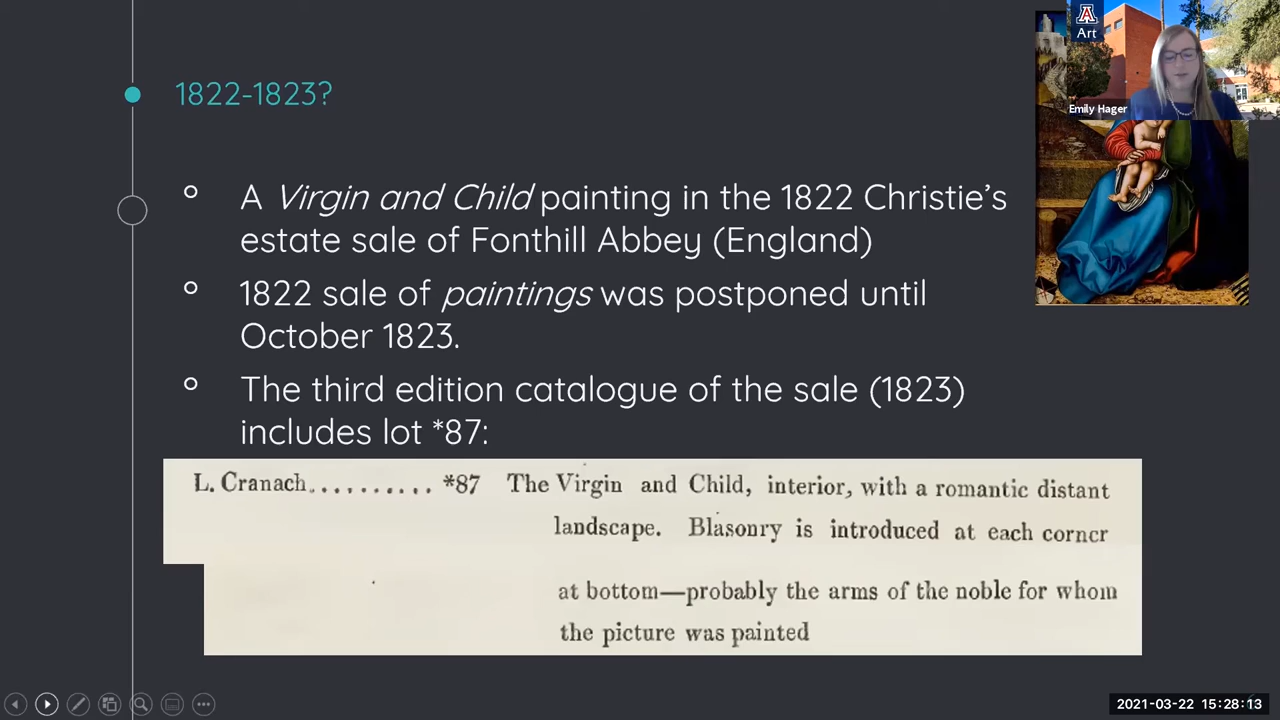 1822-1823?
A Virgin and Child painting in the 1822 Christie's
estate sale of Fonthill Abbey (England)
1822 sale of paintings was postponed until
October 1823.
The third edition catalogue of the sale (1823)
includes lot *87:
L. Cranach.......... *87 The Virgin and Child, interior, with a romantic distant
landscape. Blasonry is introduced at each corner
at bottom—probably the arms of the noble for whom
the picture was painted
A
Art
Emily Hager
2021-03-22 15:28:13